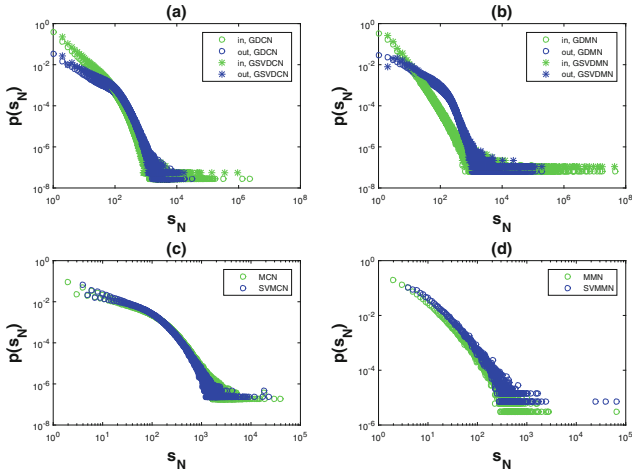 (a)
p(s_N)
10^0
10^-2
10^-4
10^-6
10^-8
in, GDCN
out, GDCN
in, GSVDCN
out, GSVDCN
10^0 10^2 10^4 10^6 10^8
s_N
(b)
p(s_N)
10^0
10^-2
10^-4
10^-6
10^-8
in, GDMN
out, GDMN
in, GSVDMN
out, GSVDMN
10^0 10^2 10^4 10^6 10^8
s_N
(c)
p(s_N)
10^0
10^-2
10^-4
10^-6
10^-8
MCN
SVMCN
10^0 10^1 10^2 10^3 10^4 10^5
s_N
(d)
p(s_N)
10^0
10^-2
10^-4
10^-6
MMN
SVMMN
10^0 10^1 10^2 10^3 10^4 10^5
s_N